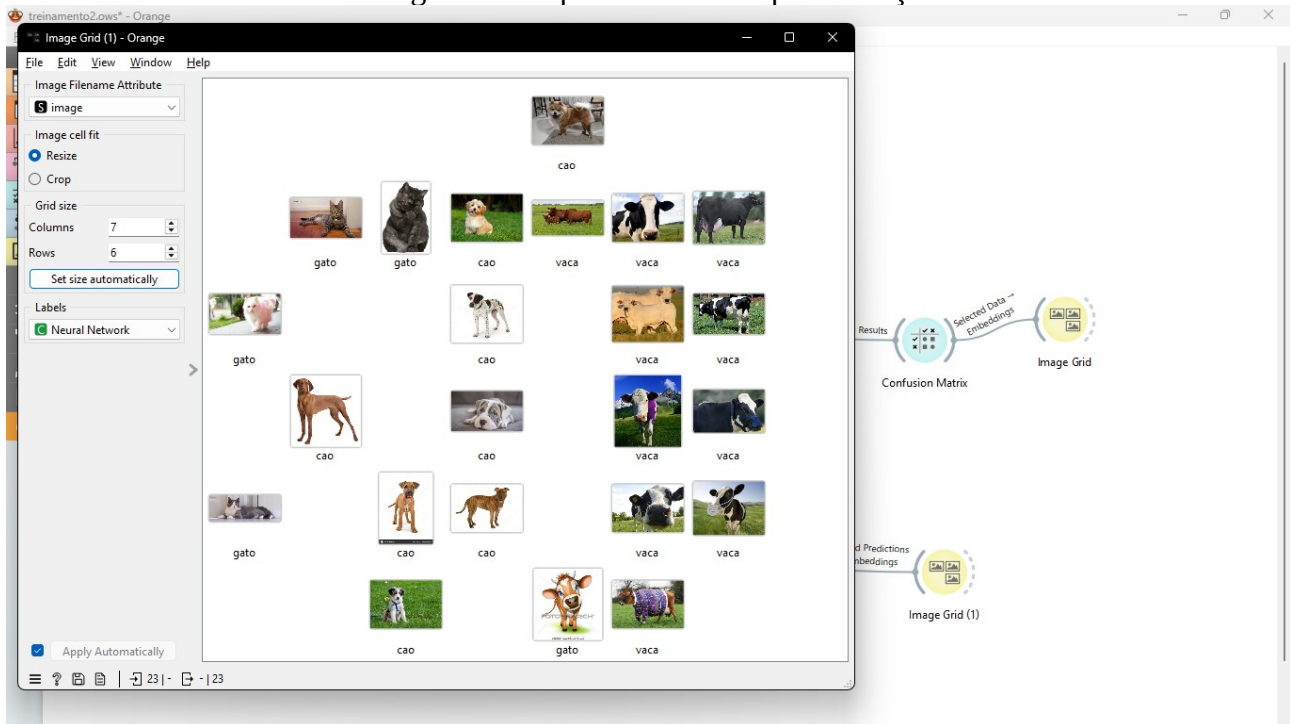 treinamento2.ows* - Orange
Image Grid (1) - Orange
File Edit View Window Help
Image Filename Attribute
S image
Image cell fit
Resize
Crop
Grid size
Columns 7
Rows 6
Set size automatically
Labels
C Neural Network
Apply Automatically
cao
gato gato cao vaca vaca vaca
gato cao vaca vaca
cao cao vaca vaca
gato cao cao vaca vaca
cao gato vaca
23 | - - | 23
Results
Selected Data →
Embeddings
Confusion Matrix
Image Grid
d Predictions
mbeddings
Image Grid (1)